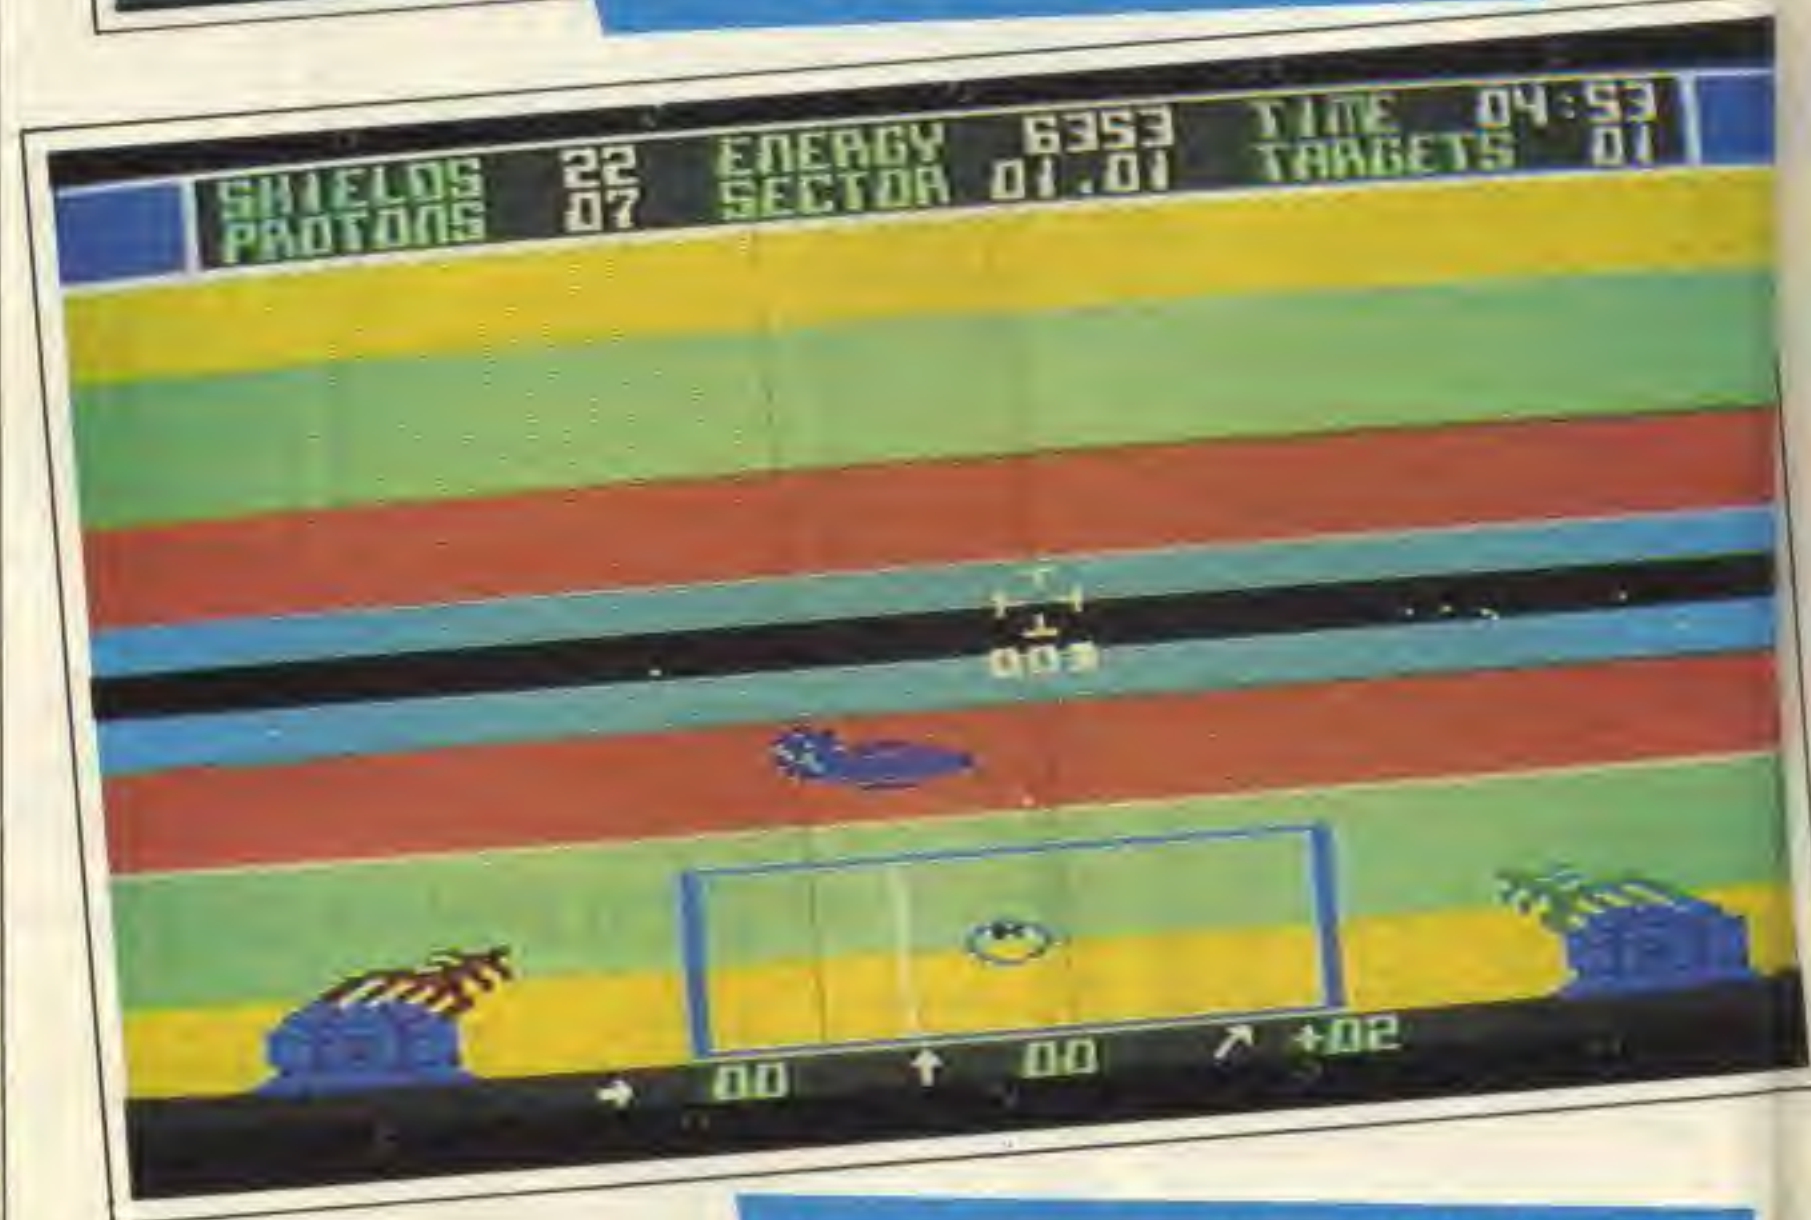 SHIELDS 22 ENERGY 6353 TIME 04:53
PROTONS 07 SECTOR 01.01 TARGETS 01
003
→ 00 ↑ 00 ↗ +02